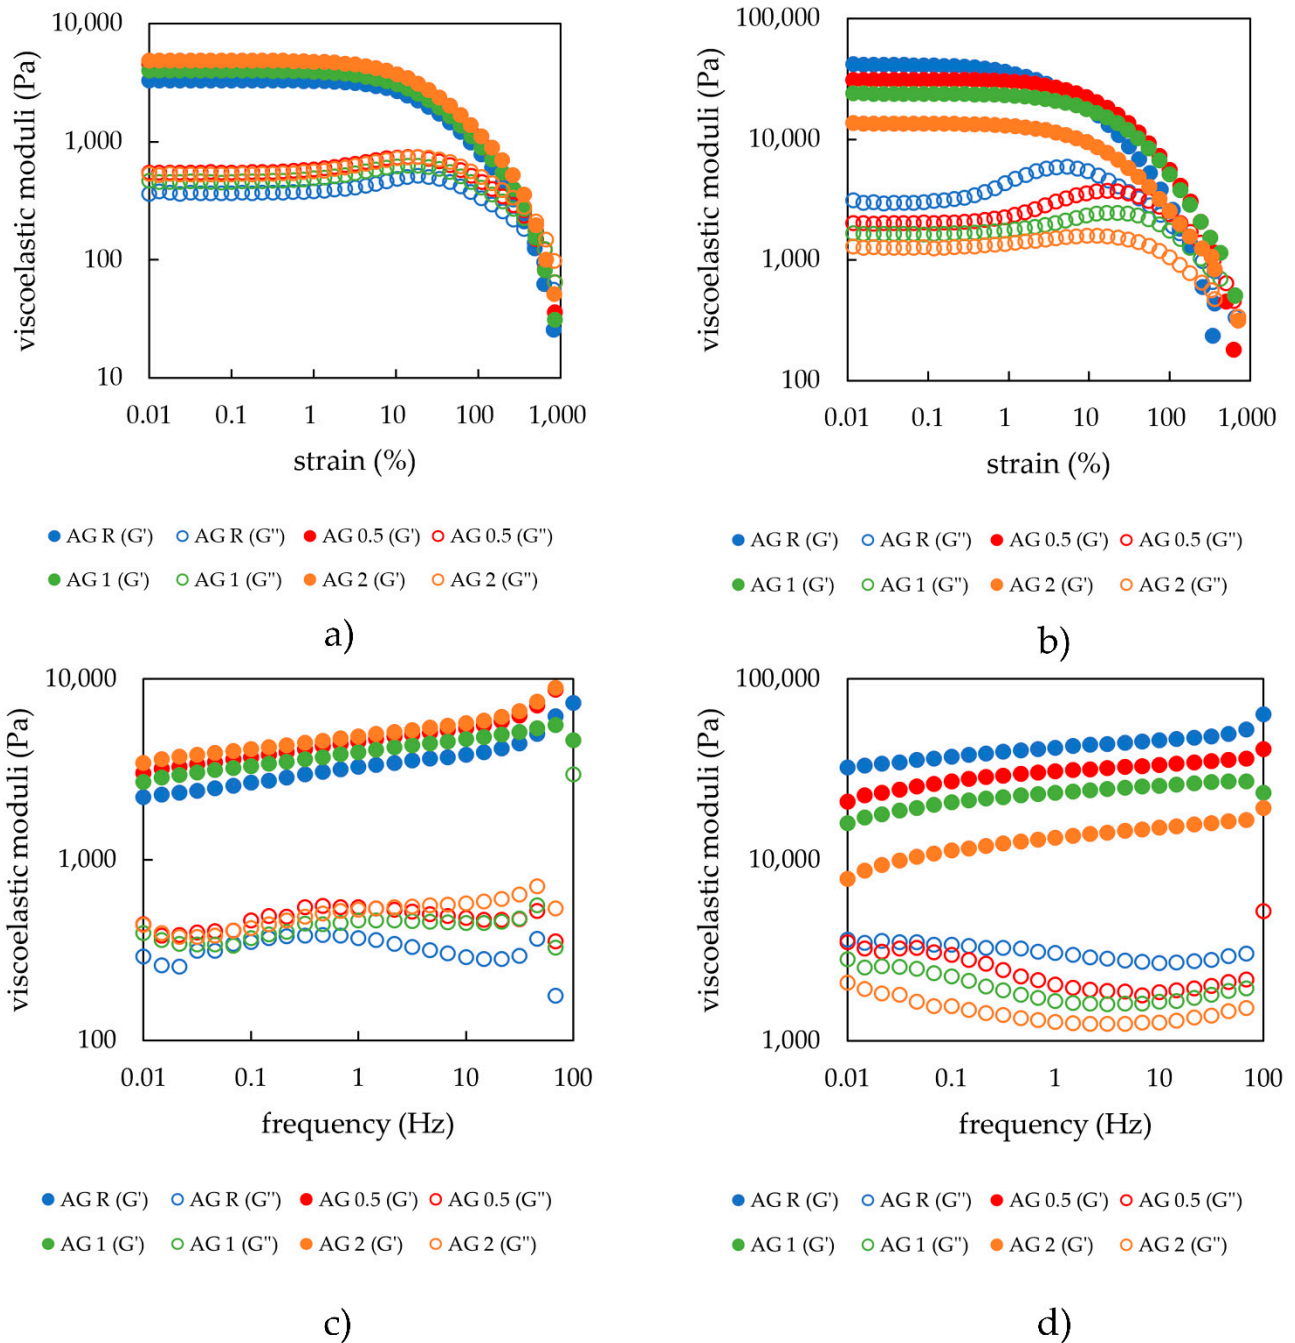 10,000
1,000
100
10
viscoelastic moduli (Pa)
0.01 0.1 1 10 100 1,000
strain (%)
AG R (G') AG R (G") AG 0.5 (G') AG 0.5 (G")
AG 1 (G') AG 1 (G") AG 2 (G') AG 2 (G")
a)
100,000
10,000
1,000
100
viscoelastic moduli (Pa)
0.01 0.1 1 10 100 1,000
strain (%)
AG R (G') AG R (G") AG 0.5 (G') AG 0.5 (G")
AG 1 (G') AG 1 (G") AG 2 (G') AG 2 (G")
b)
10,000
1,000
100
viscoelastic moduli (Pa)
0.01 0.1 1 10 100
frequency (Hz)
AG R (G') AG R (G") AG 0.5 (G') AG 0.5 (G")
AG 1 (G') AG 1 (G") AG 2 (G') AG 2 (G")
c)
100,000
10,000
1,000
viscoelastic moduli (Pa)
0.01 0.1 1 10 100
frequency (Hz)
AG R (G') AG R (G") AG 0.5 (G') AG 0.5 (G")
AG 1 (G') AG 1 (G") AG 2 (G') AG 2 (G")
d)